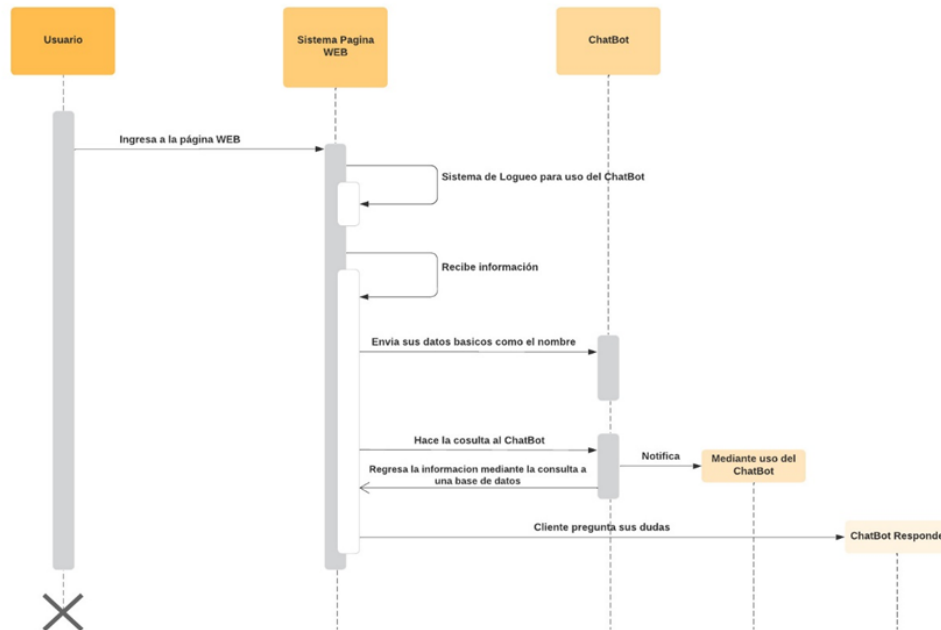 Usuario
Sistema Pagina
WEB
ChatBot
Ingresa a la página WEB
Sistema de Logueo para uso del ChatBot
Recibe información
Envia sus datos basicos como el nombre
Hace la cosulta al ChatBot
Notifica
Mediante uso del
ChatBot
Regresa la informacion mediante la consulta a
una base de datos
Cliente pregunta sus dudas
ChatBot Responde